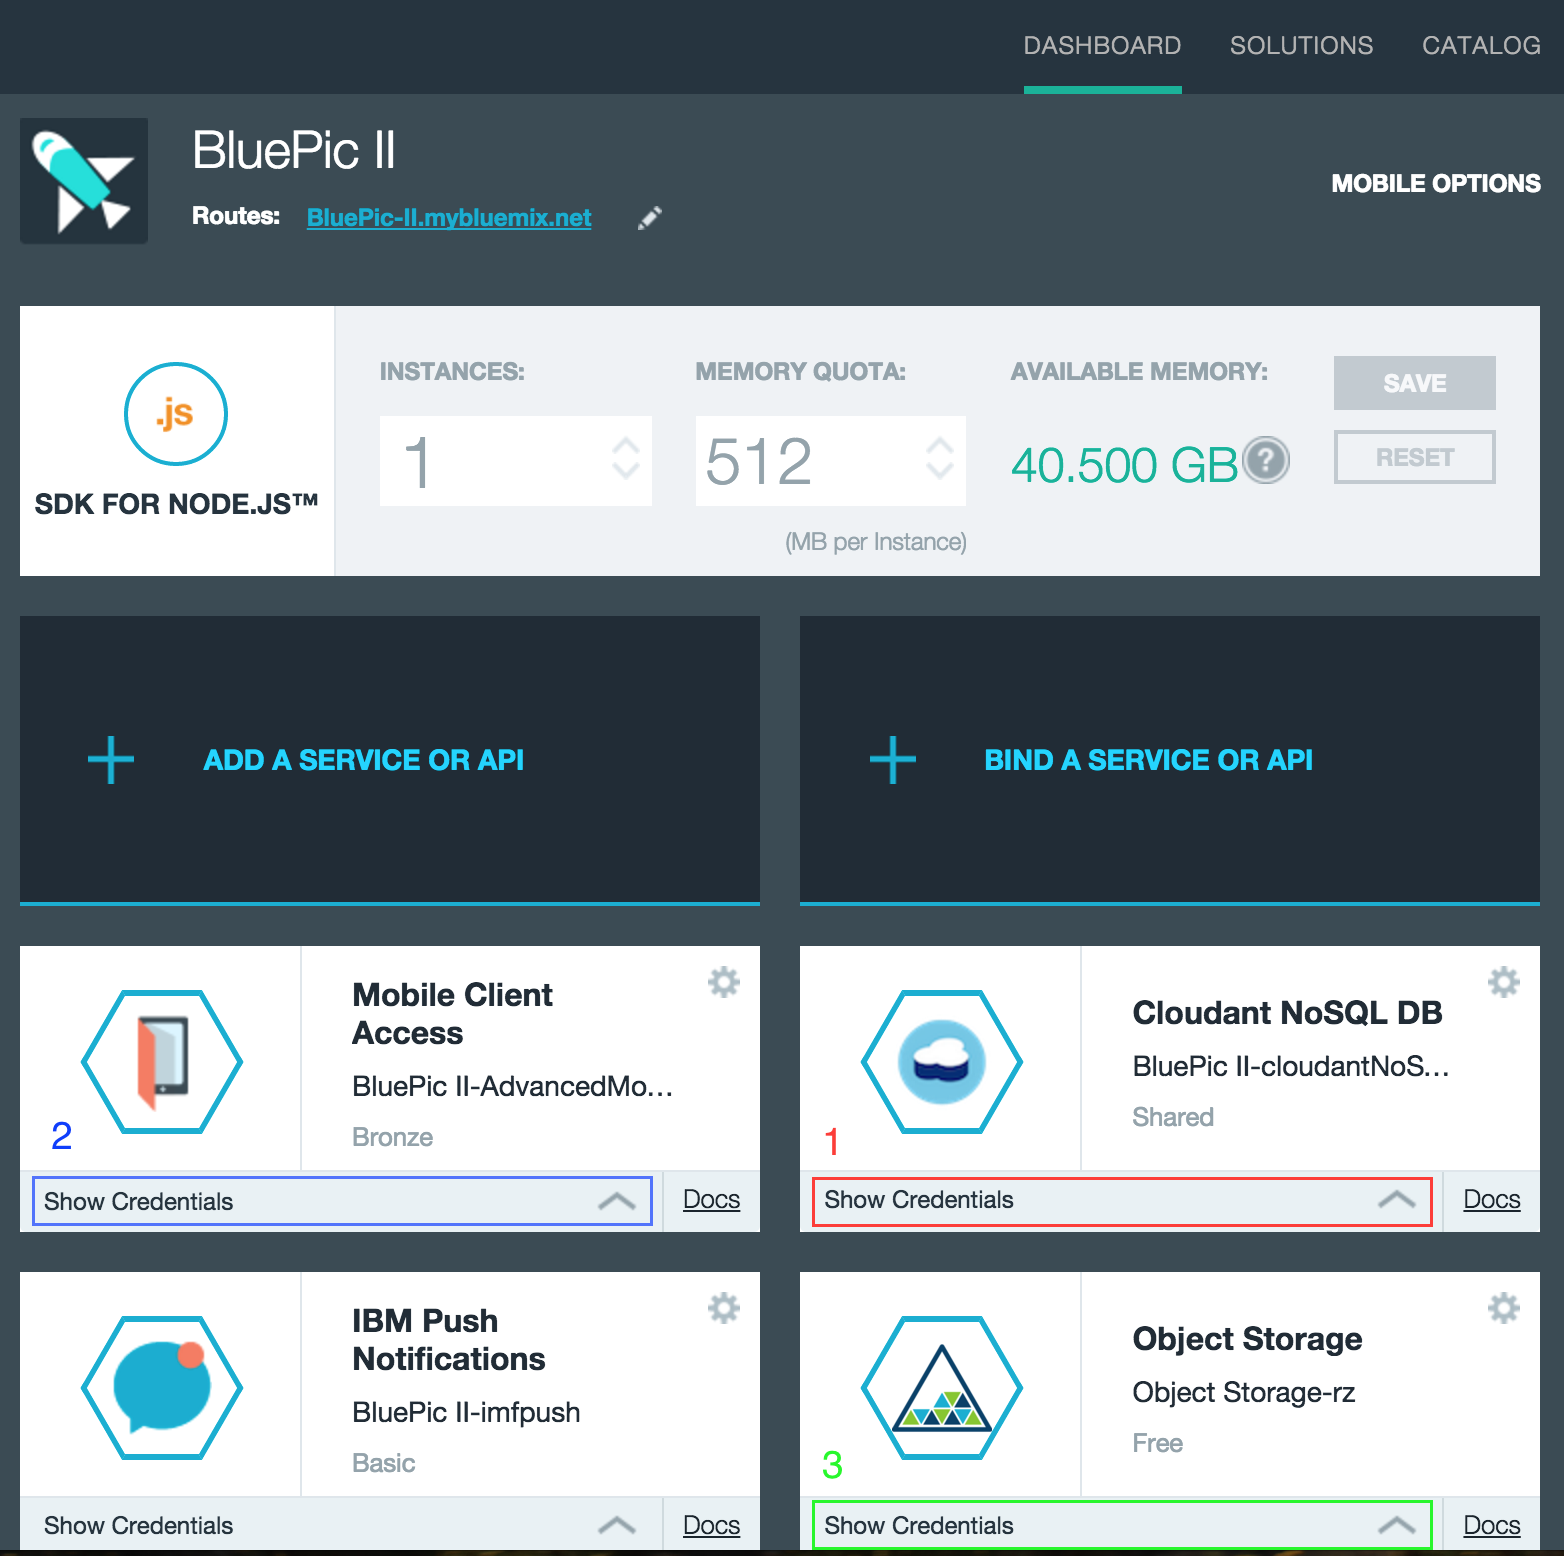 DASHBOARD SOLUTIONS CATALOG
BluePic II
MOBILE OPTIONS
Routes: BluePic-II.mybluemix.net
INSTANCES: MEMORY QUOTA: AVAILABLE MEMORY:
SAVE
.js
1 512 40.500 GB ?
RESET
SDK FOR NODE.JS™
(MB per Instance)
ADD A SERVICE OR API
BIND A SERVICE OR API
Mobile Client
Access
BluePic II-AdvancedMo...
Bronze
2
Show Credentials Docs
Cloudant NoSQL DB
BluePic II-cloudantNoS...
Shared
1
Show Credentials Docs
IBM Push
Notifications
BluePic II-imfpush
Basic
Show Credentials Docs
Object Storage
Object Storage-rz
Free
3
Show Credentials Docs